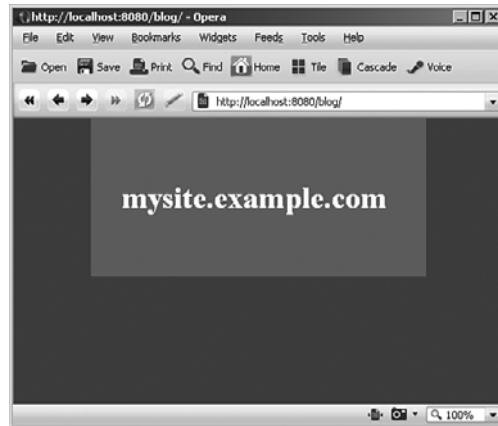 http://localhost:8080/blog/ - Opera
File Edit View Bookmarks Widgets Feeds Tools Help
Open Save Print Find Home Tile Cascade Voice
http://localhost:8080/blog/
mysite.example.com
100%